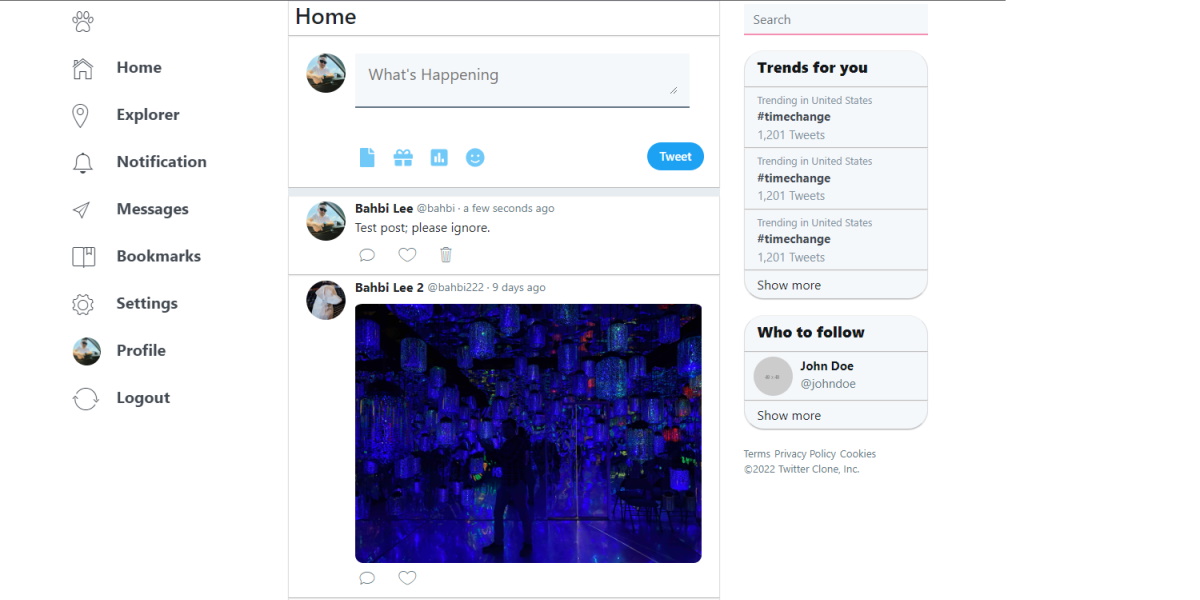 Home
Explorer
Notification
Messages
Bookmarks
Settings
Profile
Logout
Home
What's Happening
Tweet
Bahbi Lee @bahbi · a few seconds ago
Test post; please ignore.
Bahbi Lee 2 @bahbi222 · 9 days ago
Search
Trends for you
Trending in United States
#timechange
1,201 Tweets
Trending in United States
#timechange
1,201 Tweets
Trending in United States
#timechange
1,201 Tweets
Show more
Who to follow
John Doe
@johndoe
Show more
Terms Privacy Policy Cookies
©2022 Twitter Clone, Inc.